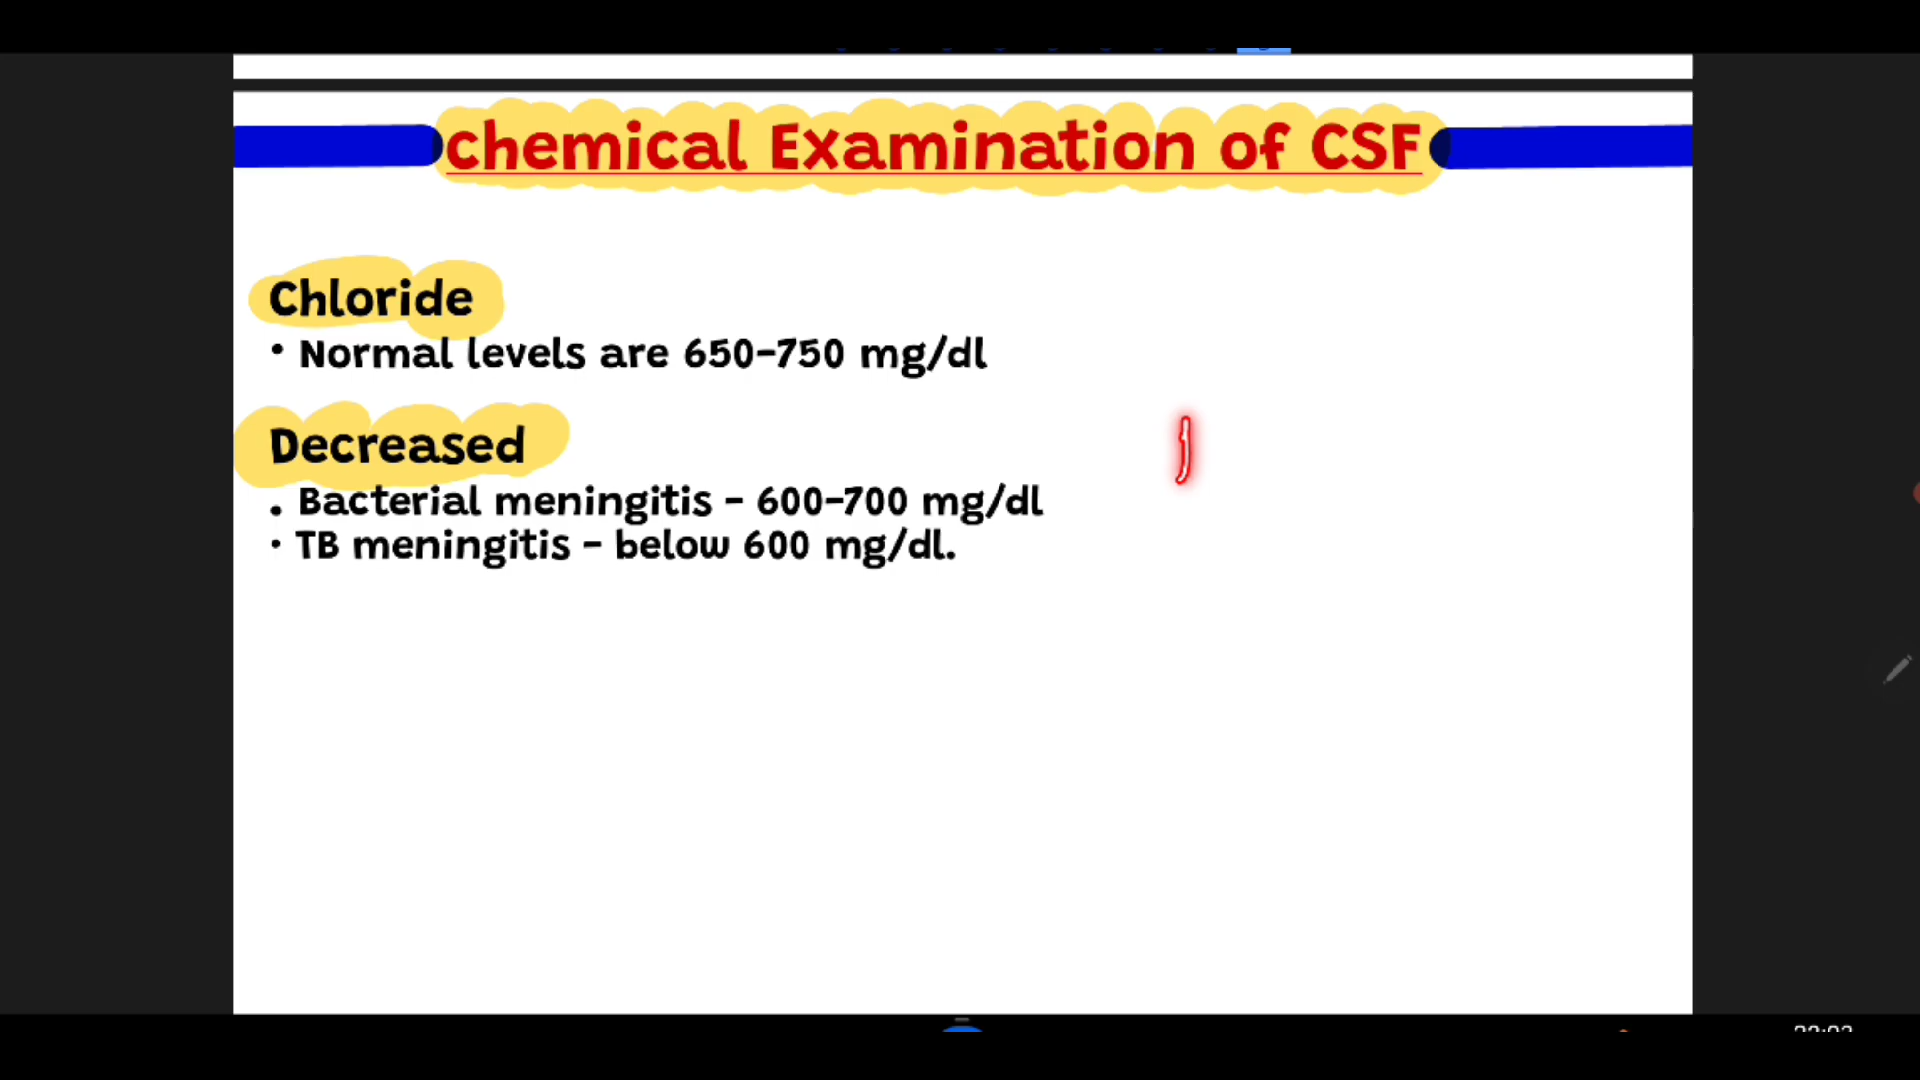 chemical Examination of CSF
Chloride
• Normal levels are 650-750 mg/dl
Decreased
. Bacterial meningitis - 600-700 mg/dl
• TB meningitis - below 600 mg/dl.